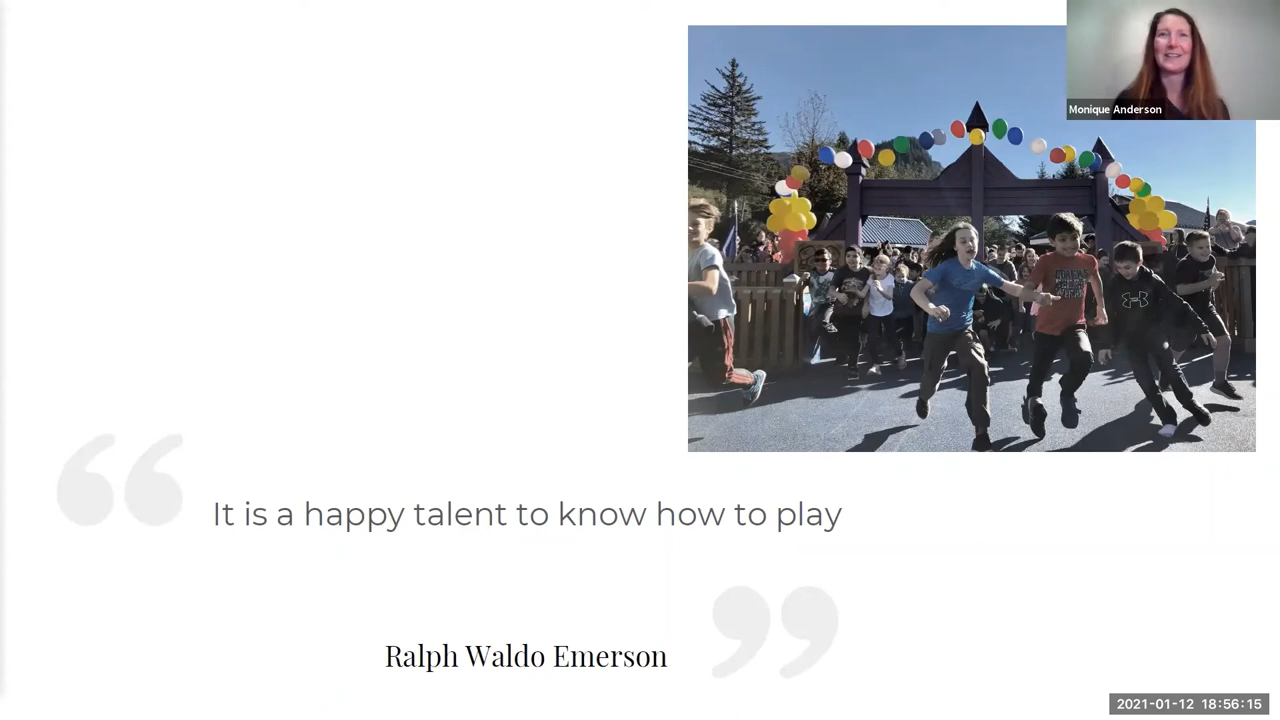 Monique Anderson
“
It is a happy talent to know how to play
Ralph Waldo Emerson
”
2021-01-12 18:56:15